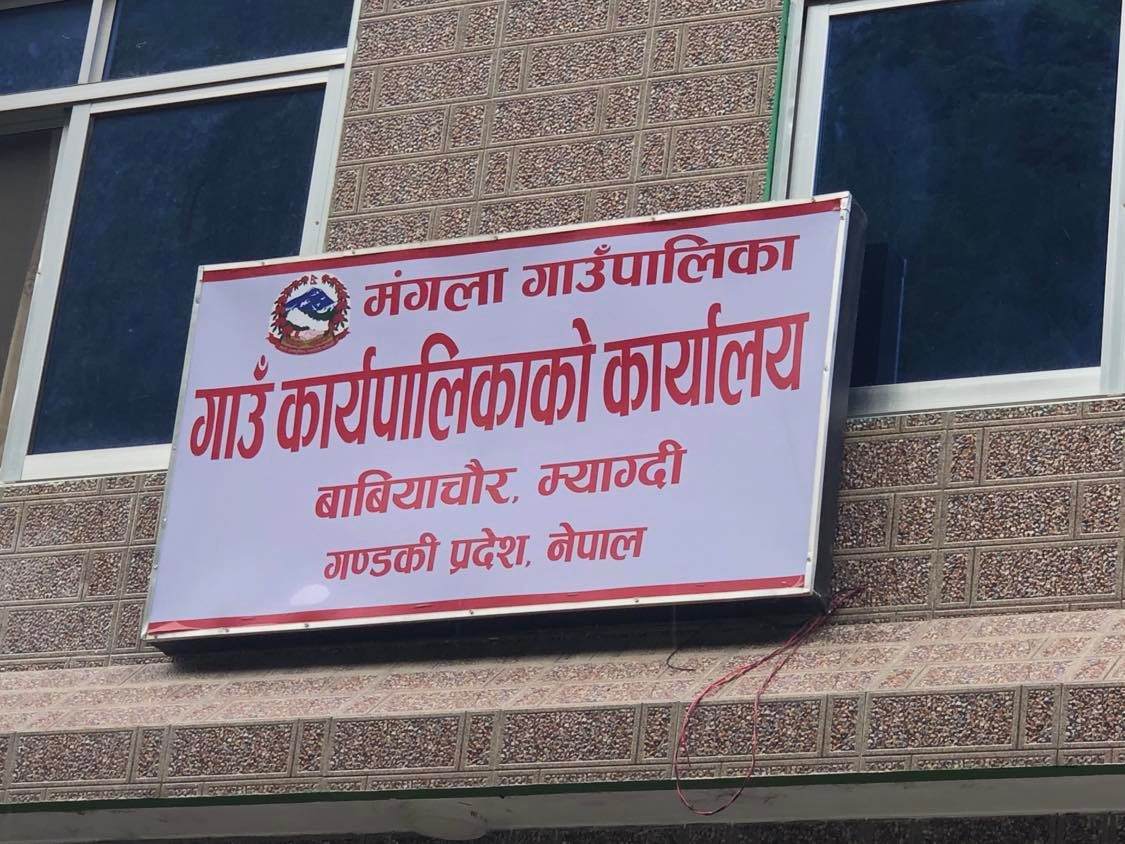 मंगला गाउँपालिका
गाउँ कार्यपालिकाको कार्यालय
बाबियाचौर, म्याग्दी
गण्डकी प्रदेश, नेपाल